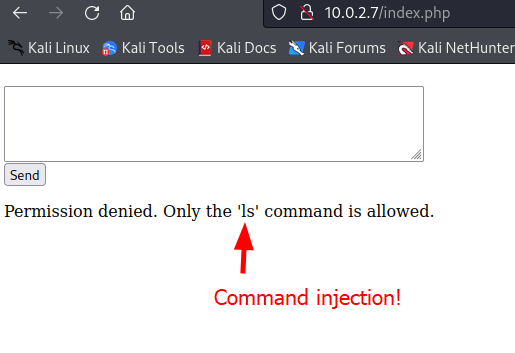 10.0.2.7/index.php
Kali Linux Kali Tools Kali Docs Kali Forums Kali NetHunter
Send
Permission denied. Only the 'ls' command is allowed.
Command injection!